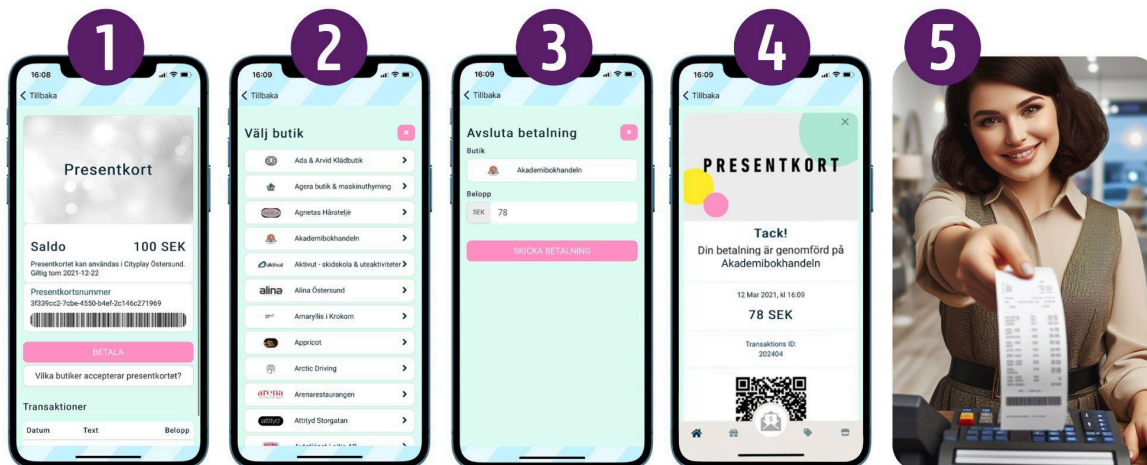 1
16:08
Tillbaka
Presentkort
Saldo 100 SEK
Presentkortet kan användas i Cityplay Östersund.
Giltig tom 2021-12-22
Presentkortsnummer
3f339cc2-7cbe-4550-b4ef-2c146c271969
BETALA
Vilka butiker accepterar presentkortet?
Transaktioner
Datum Text Belopp
2
16:09
Tillbaka
Välj butik
Ada & Arvid Klädbutik
Agera butik & maskinuthyrning
Agnetas Håratelje
Akademibokhandeln
aktivut Aktivut - skidskola & uteaktiviteter
alina Alina Östersund
Amaryllis i Krokom
Appricot
Arctic Driving
arena Arenarestaurangen
attityd Attityd Storgatan
3
16:09
Tillbaka
Avsluta betalning
Butik
Akademibokhandeln
Belopp
SEK 78
SKICKA BETALNING
4
16:09
Tillbaka
PRESENTKORT
Tack!
Din betalning är genomförd på
Akademibokhandeln
12 Mar 2021, kl 16:09
78 SEK
Transaktions ID:
202404
5